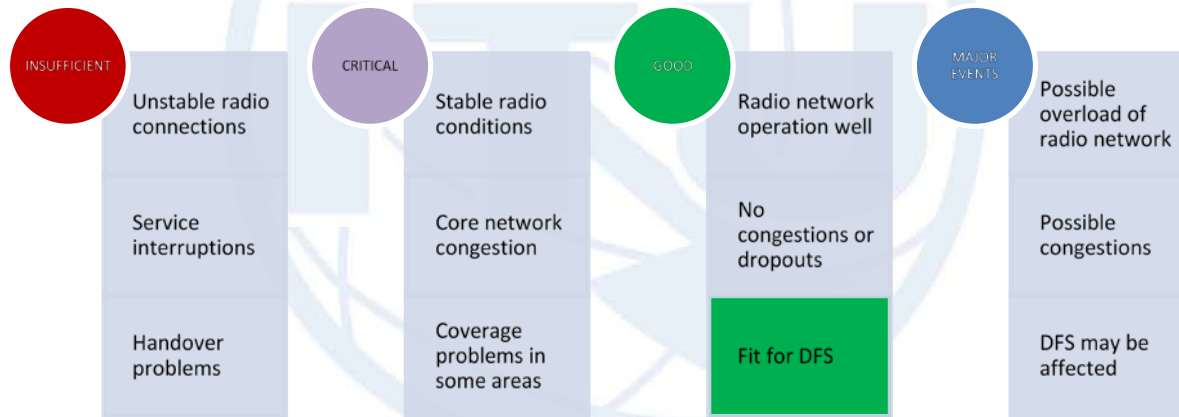 INSUFFICIENT
Unstable radio
connections
Service
interruptions
Handover
problems
CRITICAL
Stable radio
conditions
Core network
congestion
Coverage
problems in
some areas
GOOD
Radio network
operation well
No
congestions or
dropouts
Fit for DFS
MAJOR
EVENTS
Possible
overload of
radio network
Possible
congestions
DFS may be
affected
ITU